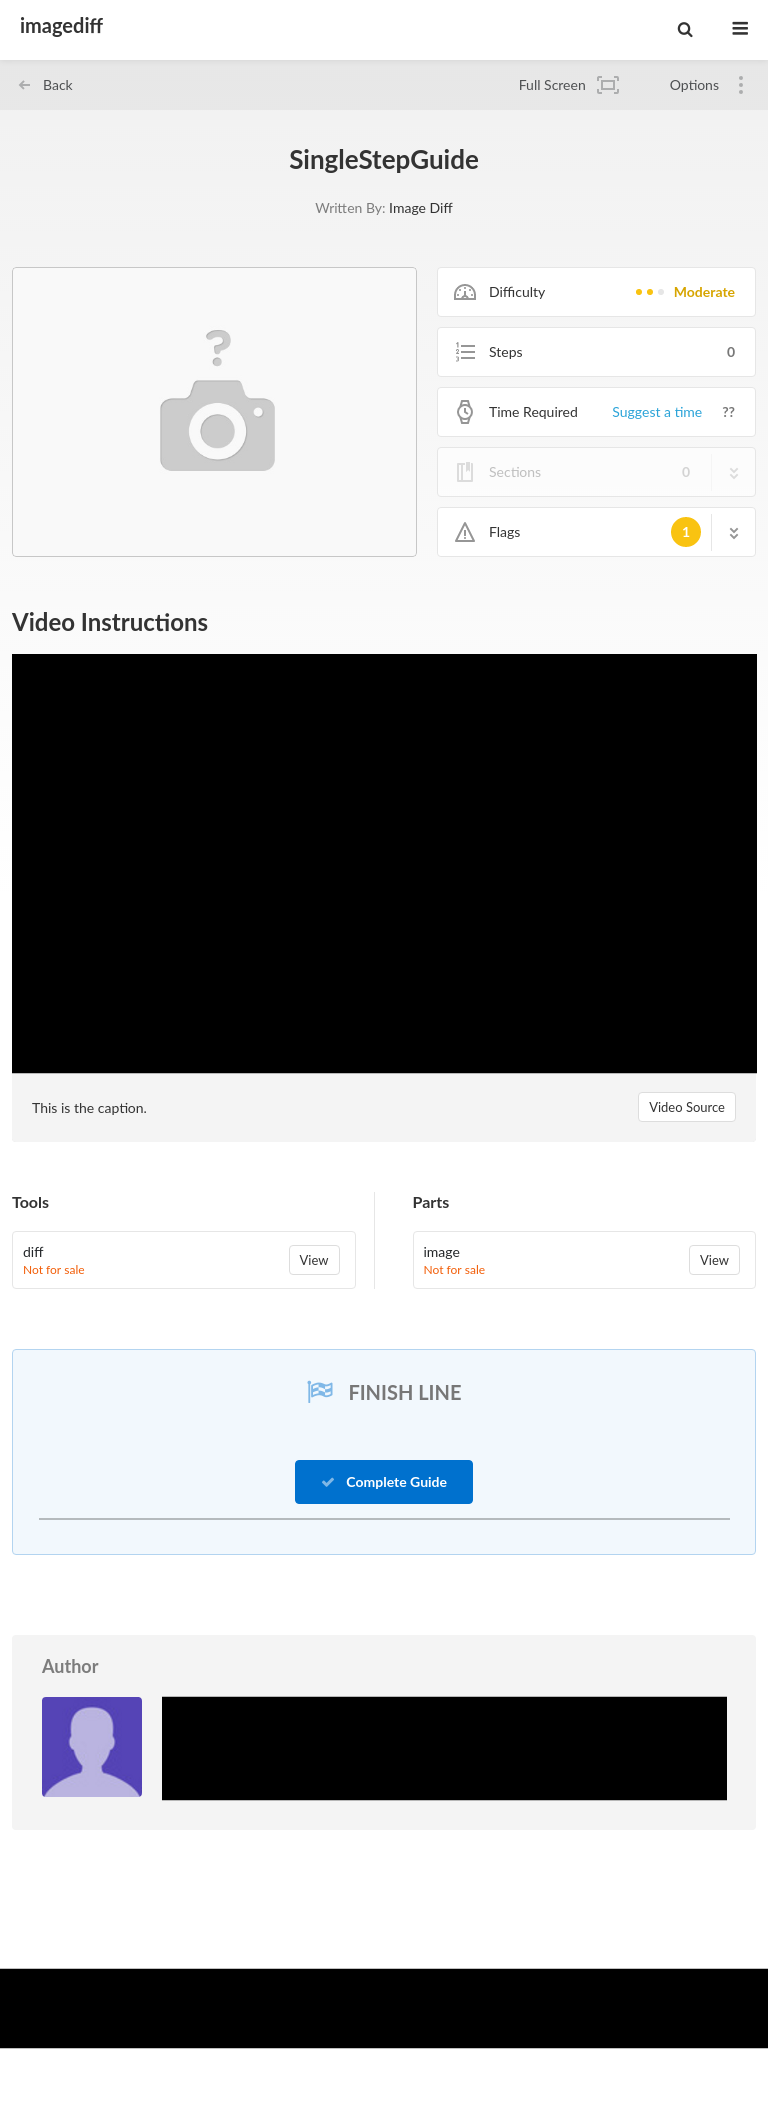 imagediff
Back
Full Screen
Options
SingleStepGuide
Written By: Image Diff
?
Difficulty
Moderate
Steps
0
Time Required
Suggest a time
??
Sections
0
Flags
1
Video Instructions
This is the caption.
Video Source
Tools
diff
Not for sale
View
Parts
image
Not for sale
View
FINISH LINE
Complete Guide
Author